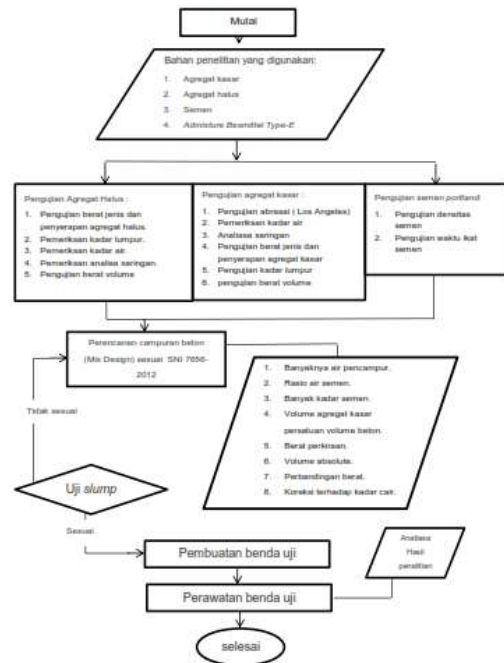 Mulai
Bahan penelitian yang digunakan:
1. Agregat kasar
2. Agregat halus
3 Semen
4. Admixture Beamdtei Type-E
Pengujian Agregat Halus :
1. Pengujian berat jenis dan
penyerapan agregat halus.
2. Pemeriksaan kadar lumpur.
3. Pemeriksaan kadar air.
4. Pemeriksaan analisa saringan.
5 Pengujian berat volume
Pengujian agregat kasar :
1. Pengujian abrasai ( Los Angeles)
2 Pemeriksaan kadar air
3. Analiasa saringan
4. Pengujian berat jenis dan
penyerapan agregat kasar
5. Pengujian kadar lumpur
6. pengujian berat volume
Pengujian semen portland
1. Pengujian densitas
semen
2. Pengujian waktu ikat
semen
Perencanan campuran beton
(Mix Design) sesuai SNI 7656-
2012
1. Banyaknya air pencampur.
2. Rasio air semen.
3. Banyak kadar semen.
4. Volume agregat kasar
persatuan volume beton.
5. Berat perkiraan.
6. Volume absolute.
7. Perbandingan berat.
8. Koreksi terhadap kadar cair.
Tidak sesuai
Uji slump
Sesuai
Pembuatan benda uji
Analiasa
Hasil
penelitian
Perawatan benda uji
selesai